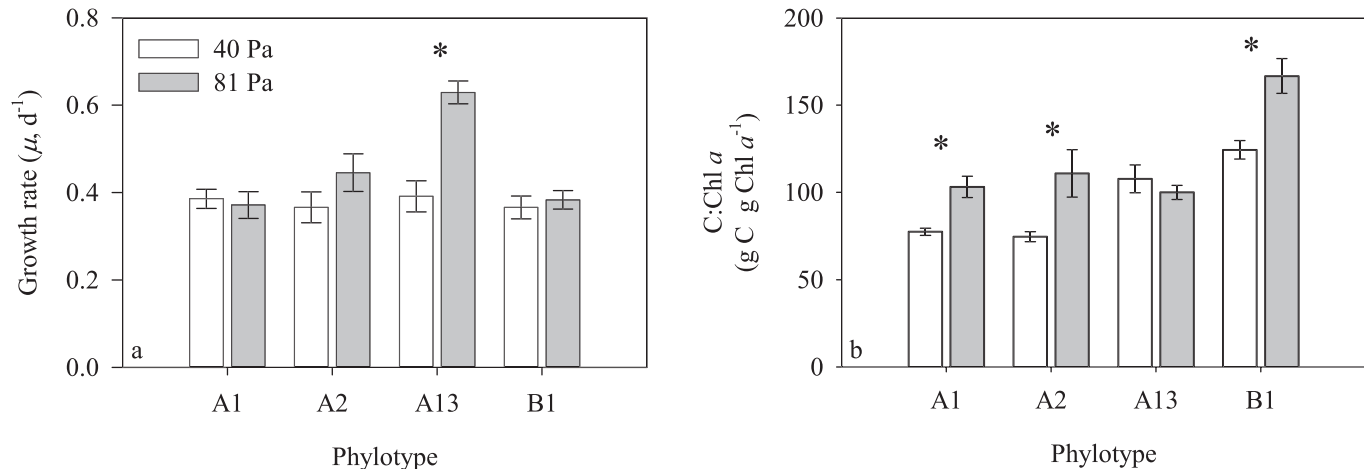 0.8
0.6
0.4
0.2
0.0
Growth rate (μ, d⁻¹)
40 Pa
81 Pa
*
a
A1 A2 A13 B1
Phylotype
200
150
100
50
0
C:Chl a
(g C g Chl a⁻¹)
*
*
*
b
A1 A2 A13 B1
Phylotype